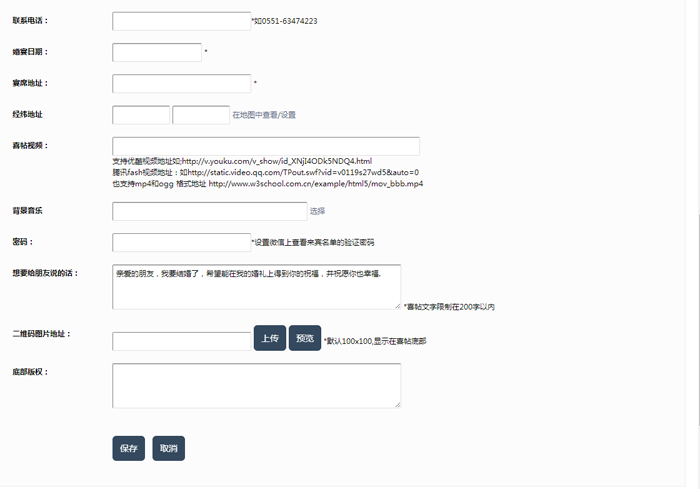 联系电话：
*如0551-63474223
婚宴日期：
*
宴席地址：
*
经纬地址
在地图中查看/设置
喜帖视频：
支持优酷视频地址如;http://v.youku.com/v_show/id_XNjI4ODk5NDQ4.html
腾讯fash视频地址：如http://static.video.qq.com/TPout.swf?vid=v0119s27wd5&auto=0
也支持mp4和ogg 格式地址 http://www.w3school.com.cn/example/html5/mov_bbb.mp4
背景音乐
选择
密码：
*设置微信上查看来宾名单的验证密码
想要给朋友说的话：
亲爱的朋友，我要结婚了，希望能在我的婚礼上得到你的祝福，并祝愿你也幸福.
*喜帖文字限制在200字以内
二维码图片地址：
上传 预览 *默认100x100,显示在喜帖底部
底部版权：
保存 取消